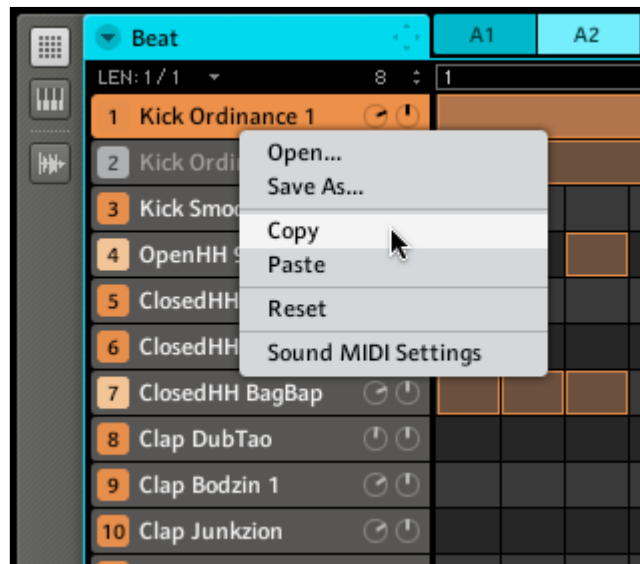 Beat A1 A2
LEN: 1 / 1 8 1
1 Kick Ordinance 1
2 Kick Ordi
3 Kick Smoo
4 OpenHH 9
5 ClosedHH
6 ClosedHH
7 ClosedHH BagBap
8 Clap DubTao
9 Clap Bodzin 1
10 Clap Junkzion
Open...
Save As...
Copy
Paste
Reset
Sound MIDI Settings